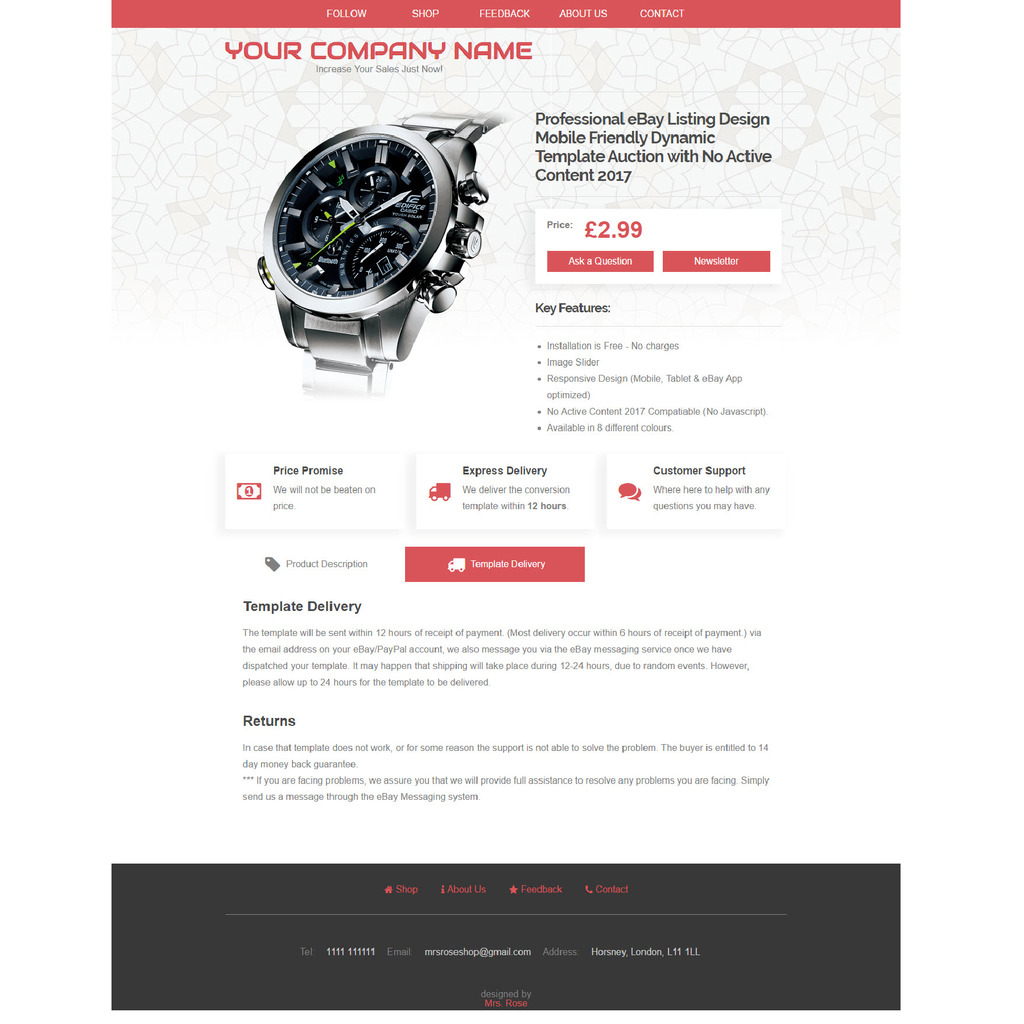 FOLLOW SHOP FEEDBACK ABOUT US CONTACT
YOUR COMPANY NAME
Increase Your Sales Just Now!
EDIFICE
CASIO
TOUGH SOLAR
Bluetooth
Professional eBay Listing Design
Mobile Friendly Dynamic
Template Auction with No Active
Content 2017
Price: £2.99
Ask a Question Newsletter
Key Features:
Installation is Free - No charges
Image Slider
Responsive Design (Mobile, Tablet & eBay App
optimized)
No Active Content 2017 Compatiable (No Javascript).
Available in 8 different colours.
Price Promise
We will not be beaten on
price.
Express Delivery
We deliver the conversion
template within 12 hours.
Customer Support
Where here to help with any
questions you may have.
Product Description Template Delivery
Template Delivery
The template will be sent within 12 hours of receipt of payment. (Most delivery occur within 6 hours of receipt of payment.) via
the email address on your eBay/PayPal account, we also message you via the eBay messaging service once we have
dispatched your template. It may happen that shipping will take place during 12-24 hours, due to random events. However,
please allow up to 24 hours for the template to be delivered.
Returns
In case that template does not work, or for some reason the support is not able to solve the problem. The buyer is entitled to 14
day money back guarantee.
*** If you are facing problems, we assure you that we will provide full assistance to resolve any problems you are facing. Simply
send us a message through the eBay Messaging system.
Shop About Us Feedback Contact
Tel: 1111 111111 Email: mrsroseshop@gmail.com Address: Horsney, London, L11 1LL
designed by
Mrs. Rose